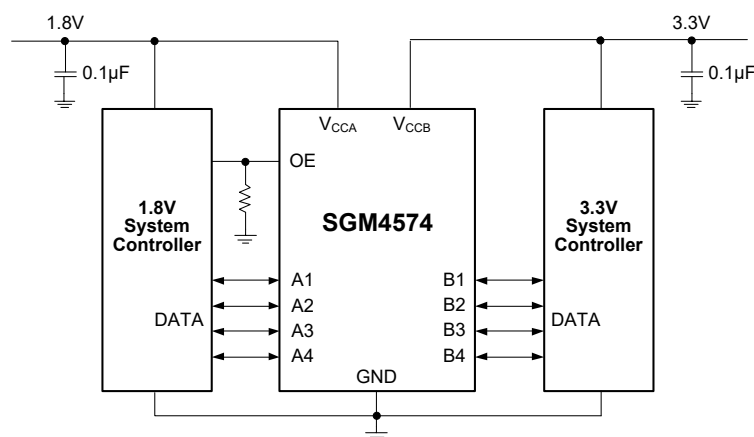 1.8V
3.3V
0.1µF
0.1µF
VCCA
VCCB
OE
1.8V
System
Controller
SGM4574
3.3V
System
Controller
A1
B1
A2
B2
DATA
A3
B3
DATA
A4
B4
GND